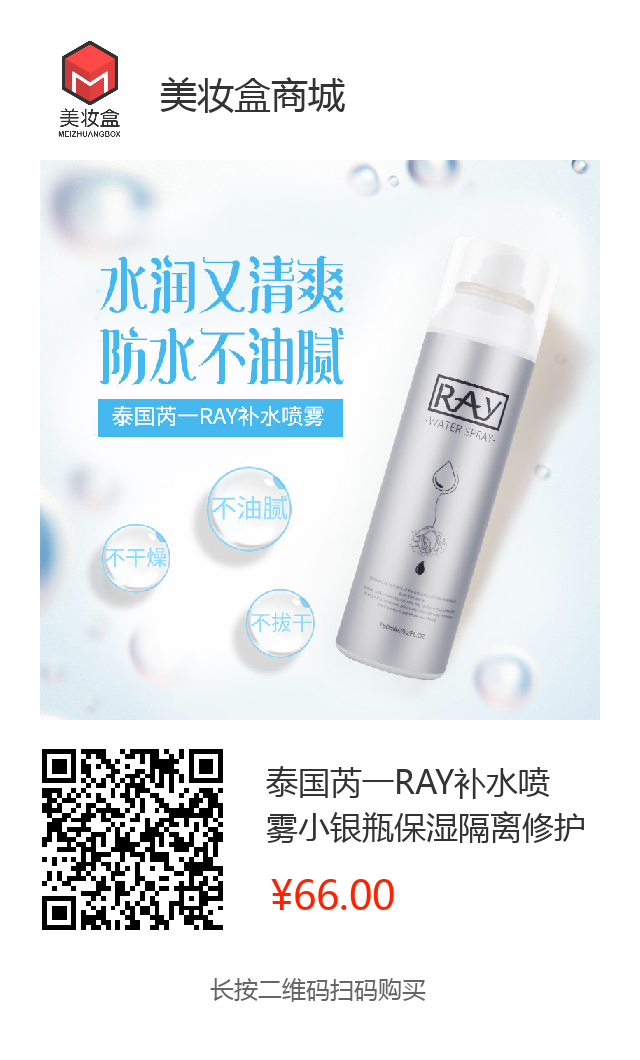 美妆盒
MEIZHUANGBOX
美妆盒商城
水润又清爽
防水不油腻
泰国芮一RAY补水喷雾
RAY
-WATER SPRAY-
不油腻
不干燥
不拔干
泰国芮一RAY补水喷
雾小银瓶保湿隔离修护
¥66.00
长按二维码扫码购买